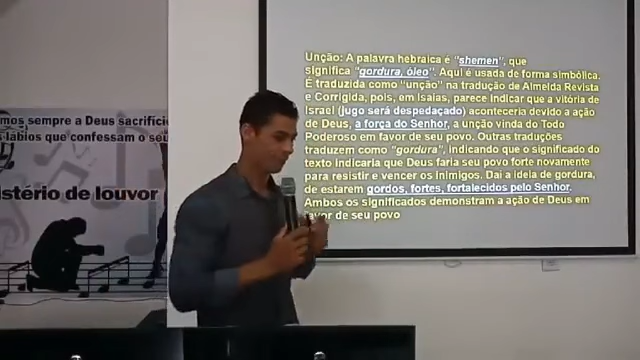 mos sempre a Deus sacrifíc
lábios que confessam o seu
stério de louvor
Unção: A palavra hebraica é "shemen", que
significa "gordura, óleo". Aqui é usada de forma simbólica.
É traduzida como "unção" na tradução de Almeida Revista
e Corrigida, pois, em Isaías, parece indicar que a vitória de
Israel (jugo será despedaçado) aconteceria devido a ação
de Deus, a força do Senhor, a unção vinda do Todo
Poderoso em favor de seu povo. Outras traduções
traduzem como "gordura", indicando que o significado do
texto indicaria que Deus faria seu povo forte novamente
para resistir e vencer os inimigos. Daí a ideia de gordura,
de estarem gordos, fortes, fortalecidos pelo Senhor.
Ambos os significados demonstram a ação de Deus em
favor de seu povo